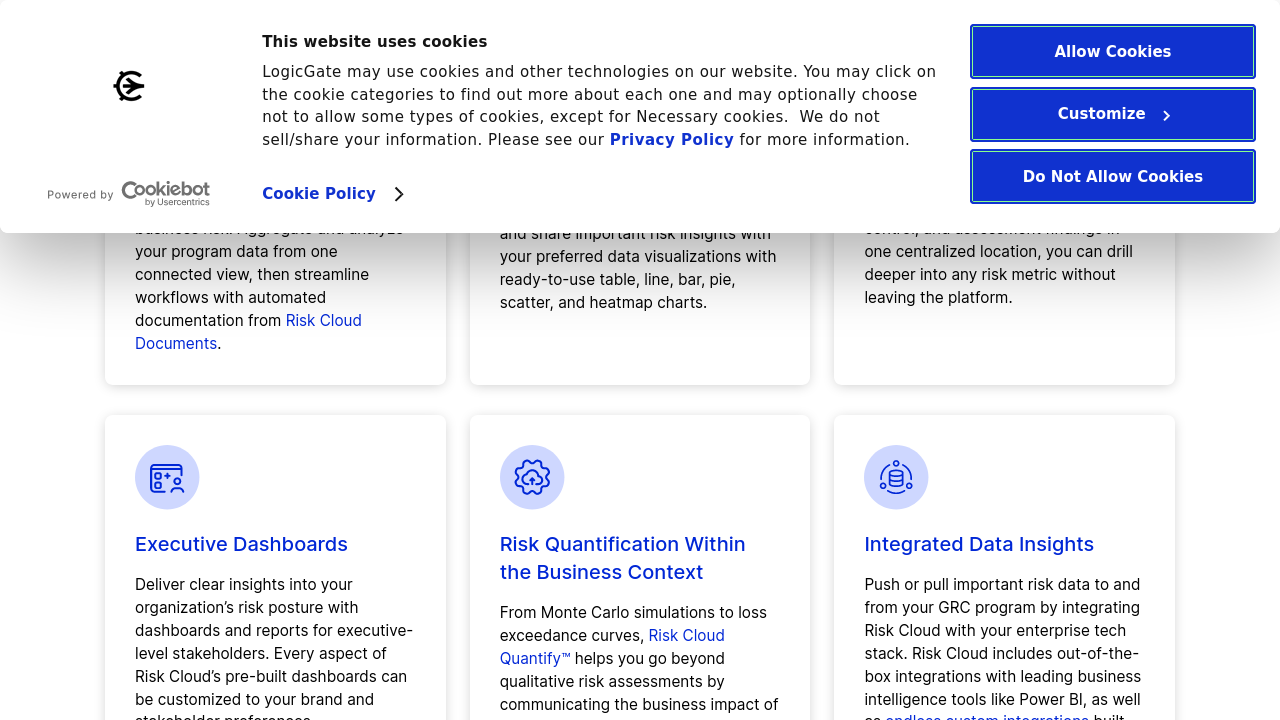 This website uses cookies
LogicGate may use cookies and other technologies on our website. You may click on
the cookie categories to find out more about each one and may optionally choose
not to allow some types of cookies, except for Necessary cookies.  We do not
sell/share your information. Please see our Privacy Policy for more information.
Cookie Policy
Powered by Cookiebot
by Usercentrics
Allow Cookies
Customize
Do Not Allow Cookies
your program data from one
connected view, then streamline
workflows with automated
documentation from Risk Cloud
Documents.
and share important risk insights with
your preferred data visualizations with
ready-to-use table, line, bar, pie,
scatter, and heatmap charts.
one centralized location, you can drill
deeper into any risk metric without
leaving the platform.
Executive Dashboards
Deliver clear insights into your
organization’s risk posture with
dashboards and reports for executive-
level stakeholders. Every aspect of
Risk Cloud’s pre-built dashboards can
be customized to your brand and
stakeholder preferences.
Risk Quantification Within
the Business Context
From Monte Carlo simulations to loss
exceedance curves, Risk Cloud
Quantify™ helps you go beyond
qualitative risk assessments by
communicating the business impact of
Integrated Data Insights
Push or pull important risk data to and
from your GRC program by integrating
Risk Cloud with your enterprise tech
stack. Risk Cloud includes out-of-the-
box integrations with leading business
intelligence tools like Power BI, as well
as endless custom integrations built